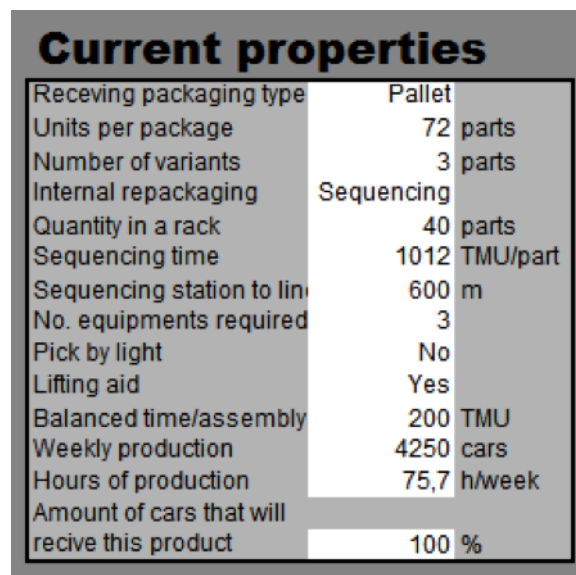 Current properties
Receving packaging type Pallet
Units per package 72 parts
Number of variants 3 parts
Internal repackaging Sequencing
Quantity in a rack 40 parts
Sequencing time 1012 TMU/part
Sequencing station to lin 600 m
No. equipments required 3
Pick by light No
Lifting aid Yes
Balanced time/assembly 200 TMU
Weekly production 4250 cars
Hours of production 75,7 h/week
Amount of cars that will
recive this product 100 %